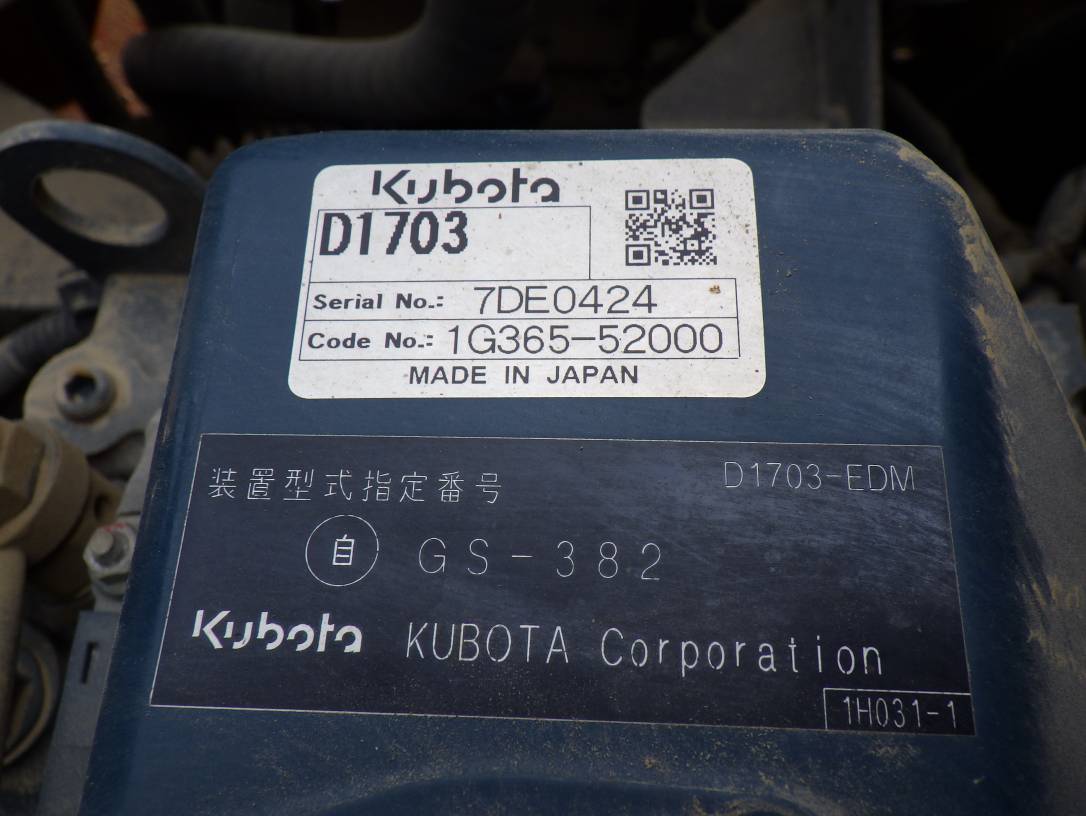 Kubota
D1703
Serial No.: 7DE0424
Code No.: 1G365-52000
MADE IN JAPAN
装置型式指定番号 D1703-EDM
自 GS-382
Kubota KUBOTA Corporation
1H031-1